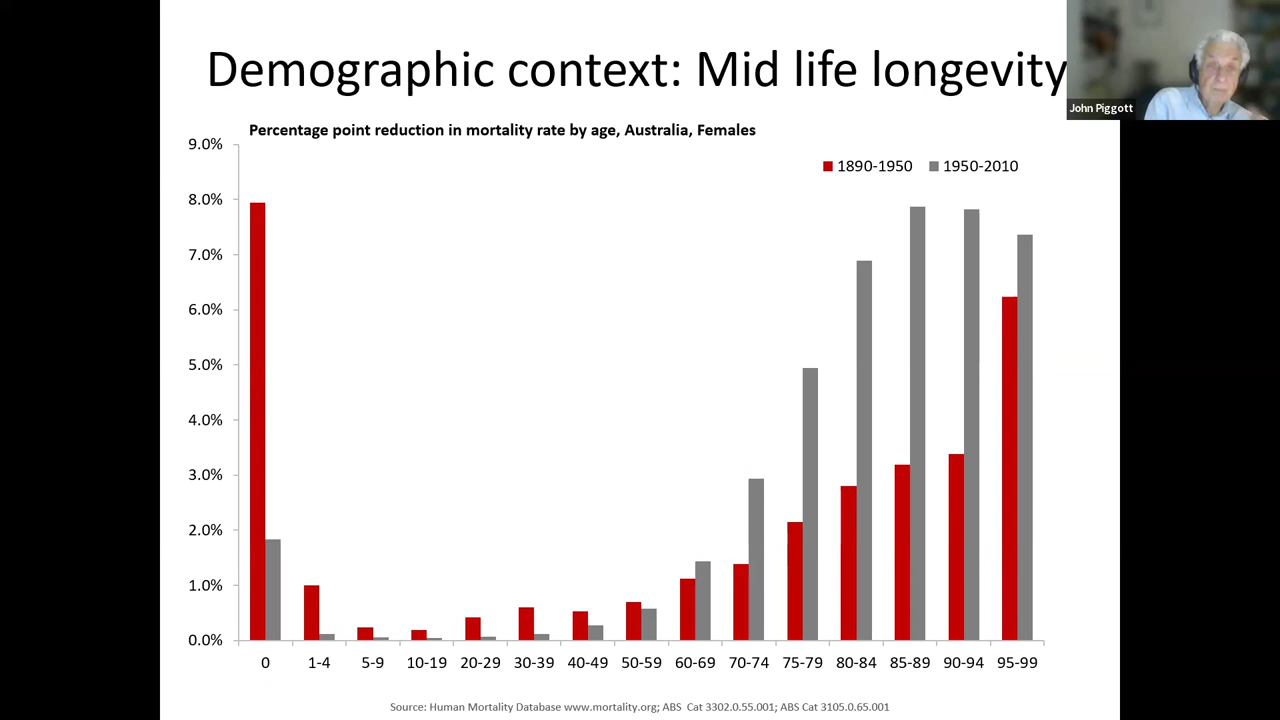 Demographic context: Mid life longevity
John Piggott
Percentage point reduction in mortality rate by age, Australia, Females
1890-1950
1950-2010
9.0%
8.0%
7.0%
6.0%
5.0%
4.0%
3.0%
2.0%
1.0%
0.0%
0 1-4 5-9 10-19 20-29 30-39 40-49 50-59 60-69 70-74 75-79 80-84 85-89 90-94 95-99
Source: Human Mortality Database www.mortality.org; ABS Cat 3302.0.55.001; ABS Cat 3105.0.65.001